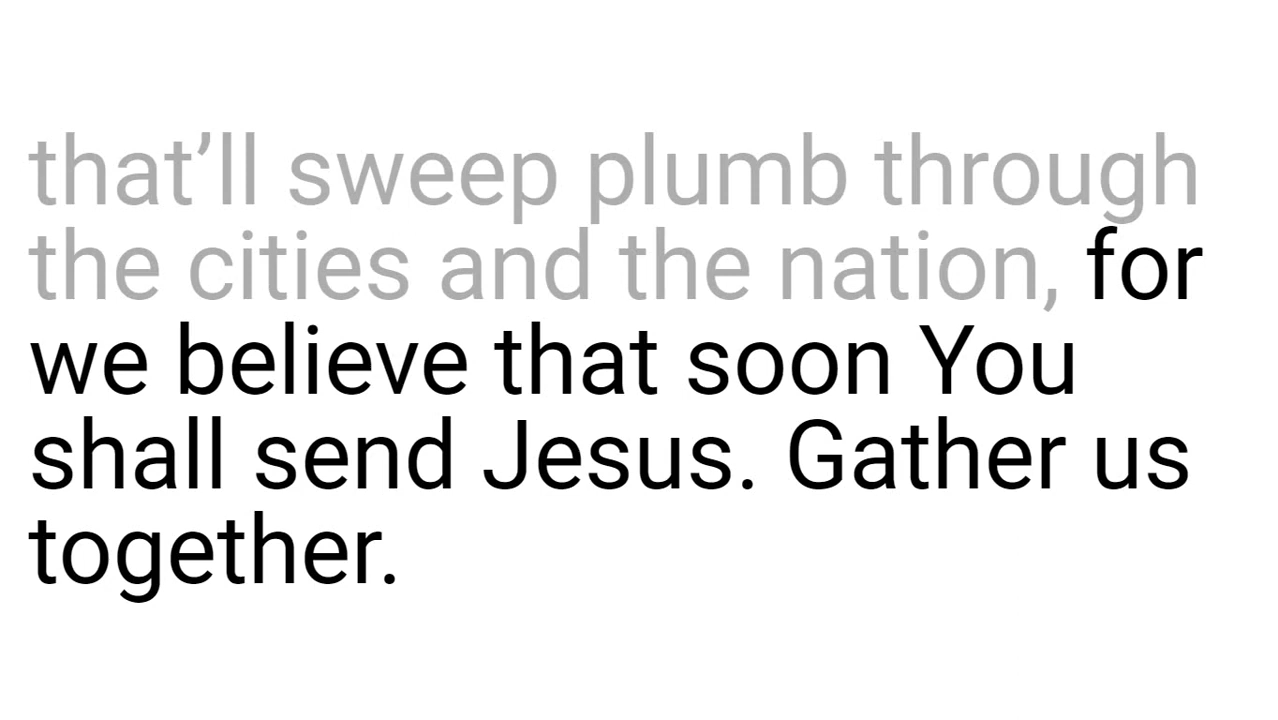 that’ll sweep plumb through
the cities and the nation, for
we believe that soon You
shall send Jesus. Gather us
together.